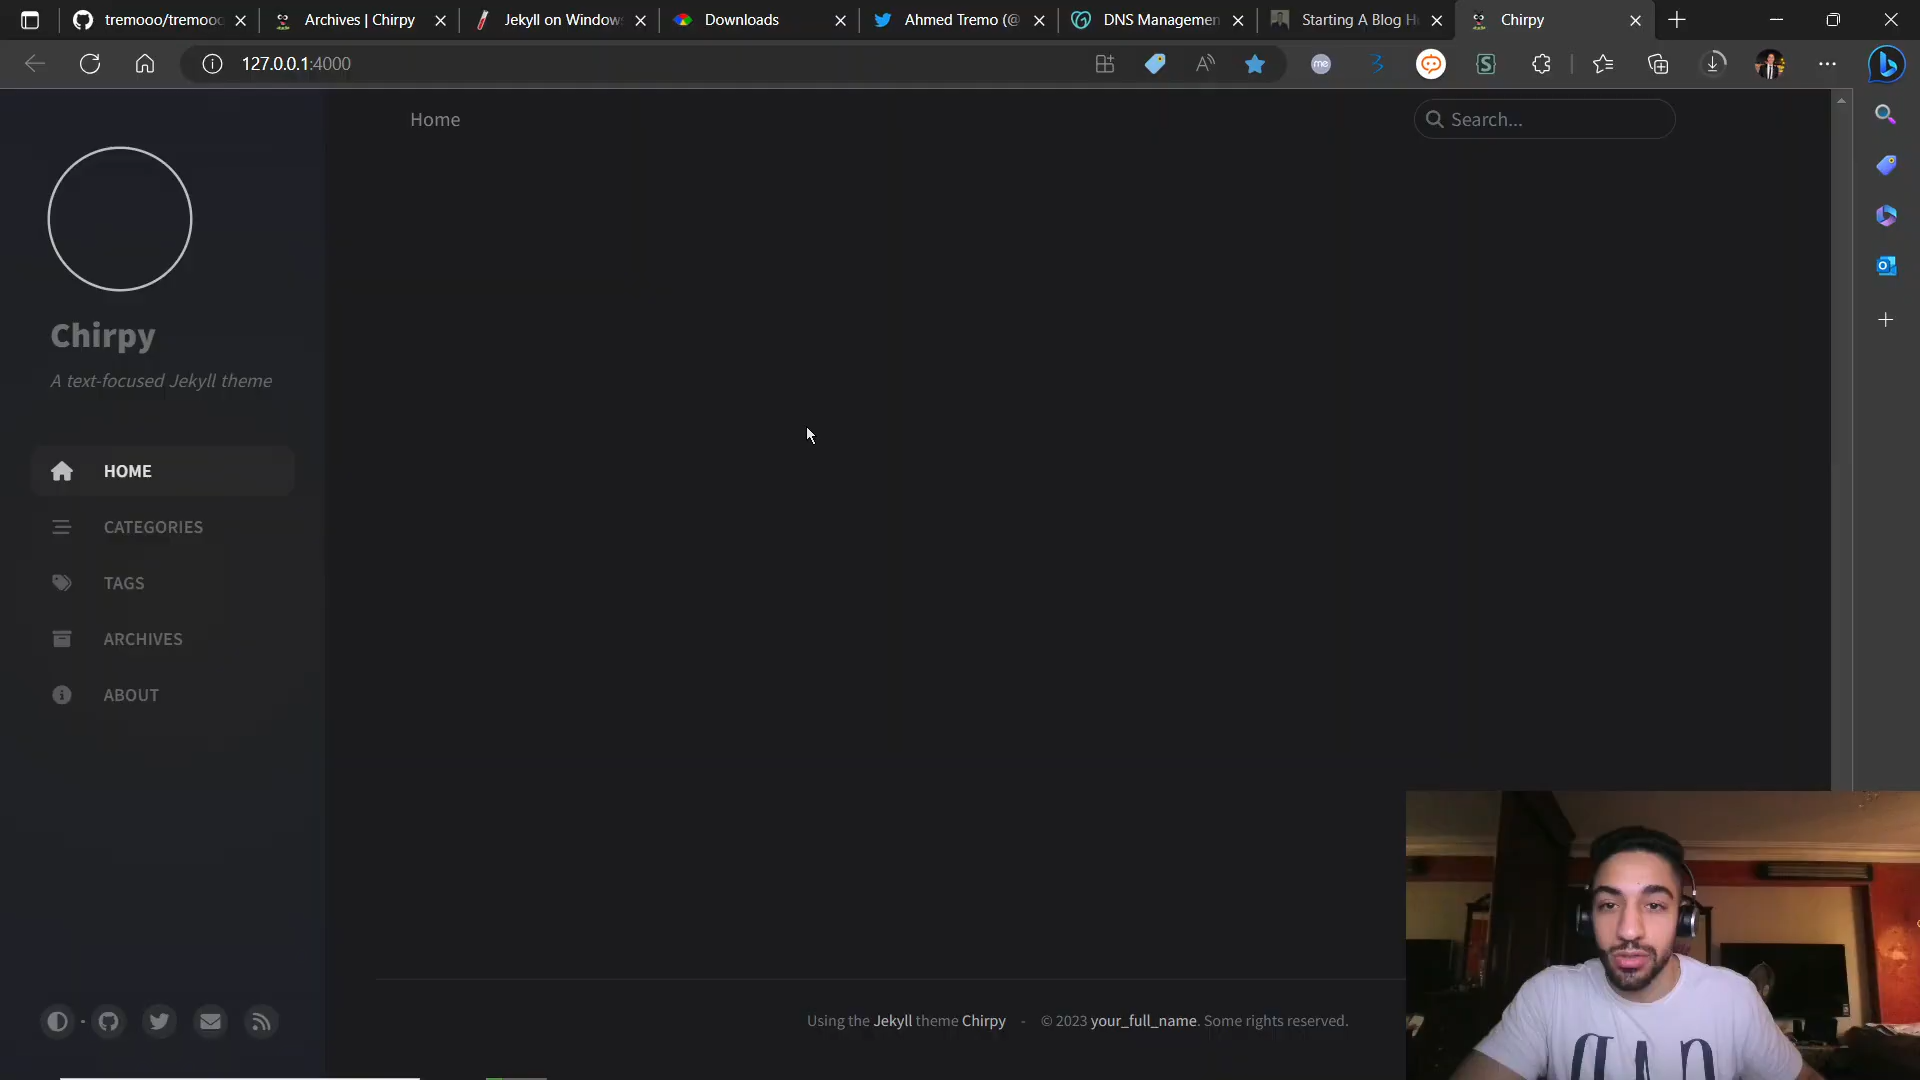 tremooo/tremooo
Archives | Chirpy
Jekyll on Windows
Downloads
Ahmed Tremo (@
DNS Managemen
Starting A Blog H
Chirpy
127.0.0.1:4000
Home
Search...
Chirpy
A text-focused Jekyll theme
HOME
CATEGORIES
TAGS
ARCHIVES
ABOUT
Using the Jekyll theme Chirpy - © 2023 your_full_name. Some rights reserved.